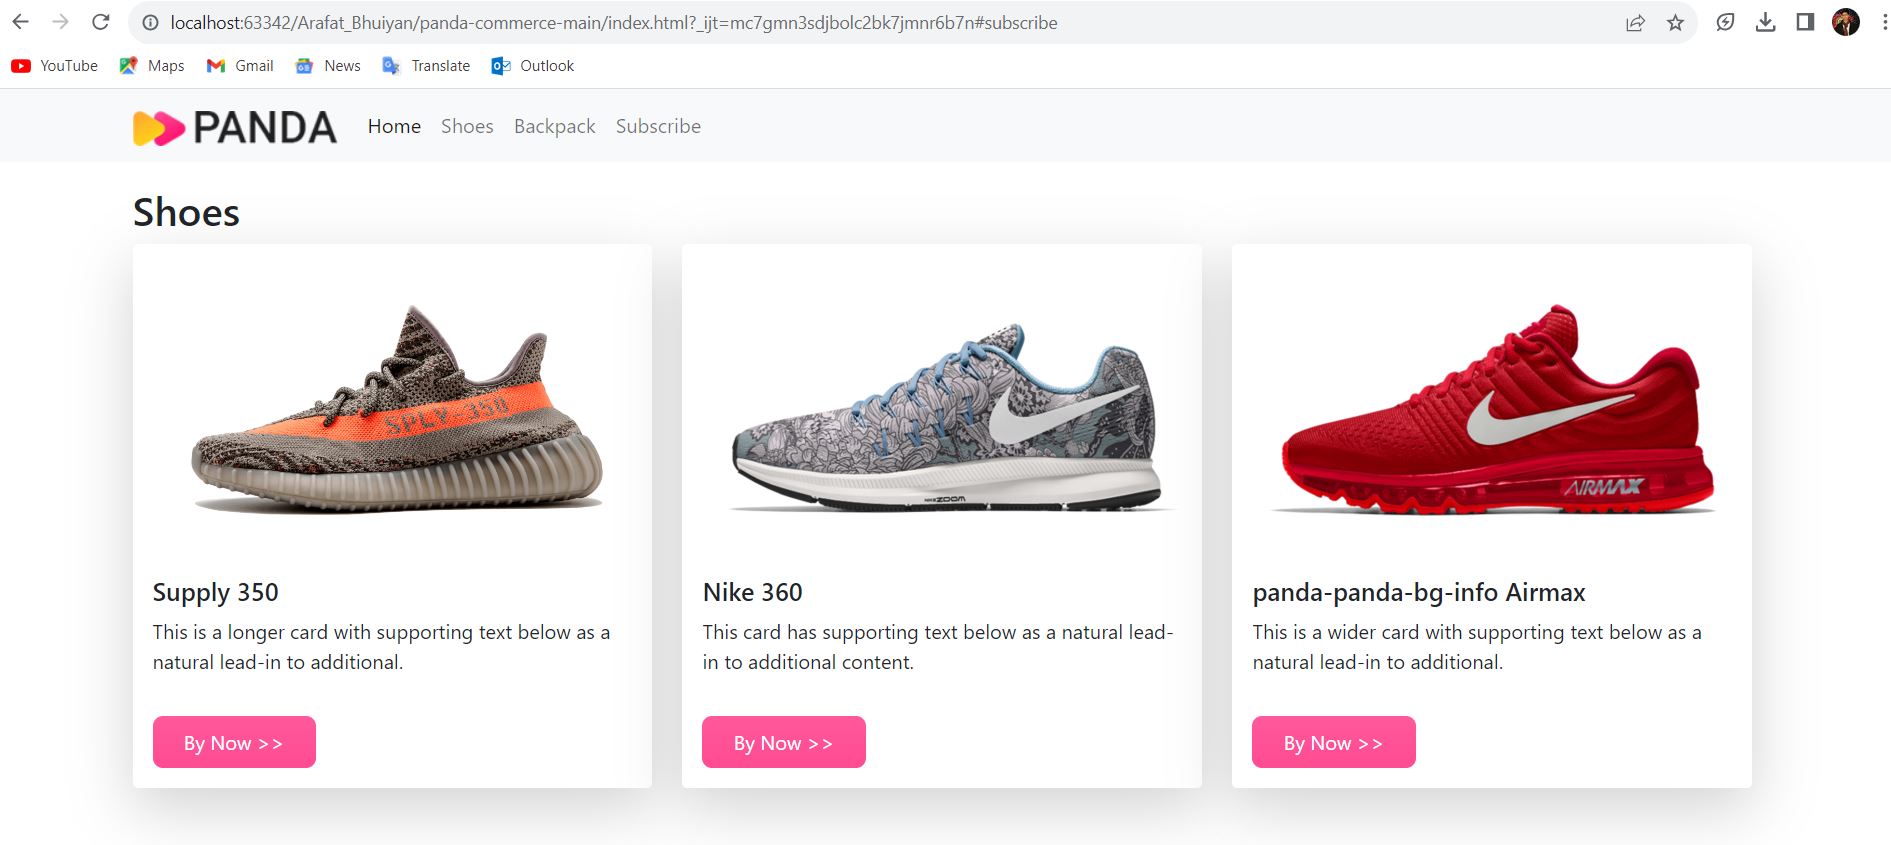 localhost:63342/Arafat_Bhuiyan/panda-commerce-main/index.html?_ijt=mc7gmn3sdjbolc2bk7jmnr6b7n#subscribe
YouTube Maps Gmail News Translate Outlook
PANDA Home Shoes Backpack Subscribe
Shoes
SPLY-350
NIKE ZOOM
AIRMAX
Supply 350
This is a longer card with supporting text below as a
natural lead-in to additional.
By Now >>
Nike 360
This card has supporting text below as a natural lead-
in to additional content.
By Now >>
panda-panda-bg-info Airmax
This is a wider card with supporting text below as a
natural lead-in to additional.
By Now >>